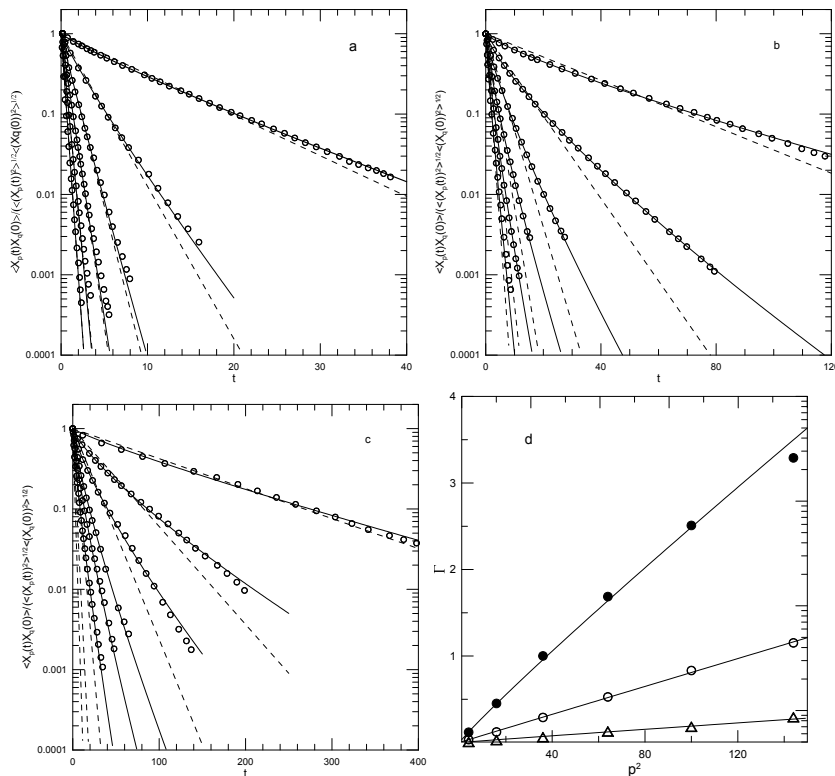 a
1
0.1
0.01
0.001
0.0001
0 10 20 30 40
t
<X_p(t)X_q(0)>/(<(X_p(t))²>^1/2<(Xq(0))²>^1/2)
b
1
0.1
0.01
0.001
0.0001
0 40 80 120
t
<X_p(t)X_q(0)>/(<(X_p(t))²>^1/2<(X_q(0))²>^1/2)
c
1
0.1
0.01
0.001
0.0001
0 100 200 300 400
t
<X_p(t)X_q(0)>/(<(X_p(t))²>^1/2<(X_q(0))²>^1/2)
d
4
3
2
1
Γ
40 80 120
p²